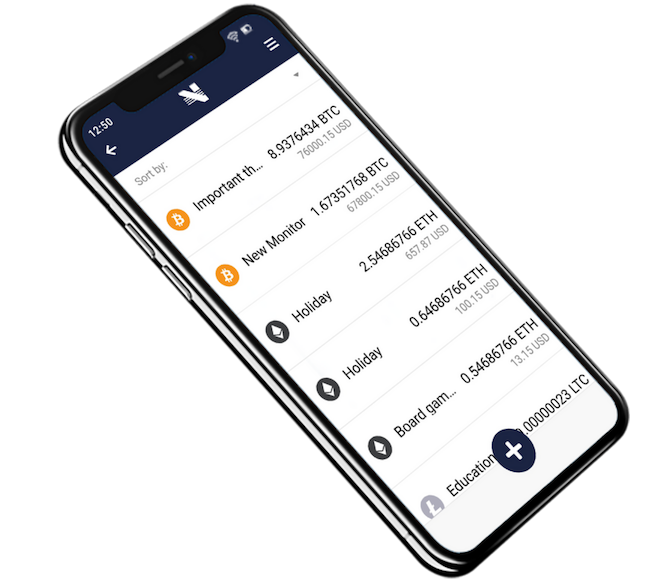 12:50
Sort by:
Important th... 8.9376434 BTC
76000.15 USD
New Monitor 1.67351768 BTC
67800.15 USD
Holiday 2.54686766 ETH
657.87 USD
Holiday 0.64686766 ETH
100.15 USD
Board gam... 0.54686766 ETH
13.15 USD
Education 0.00000023 LTC